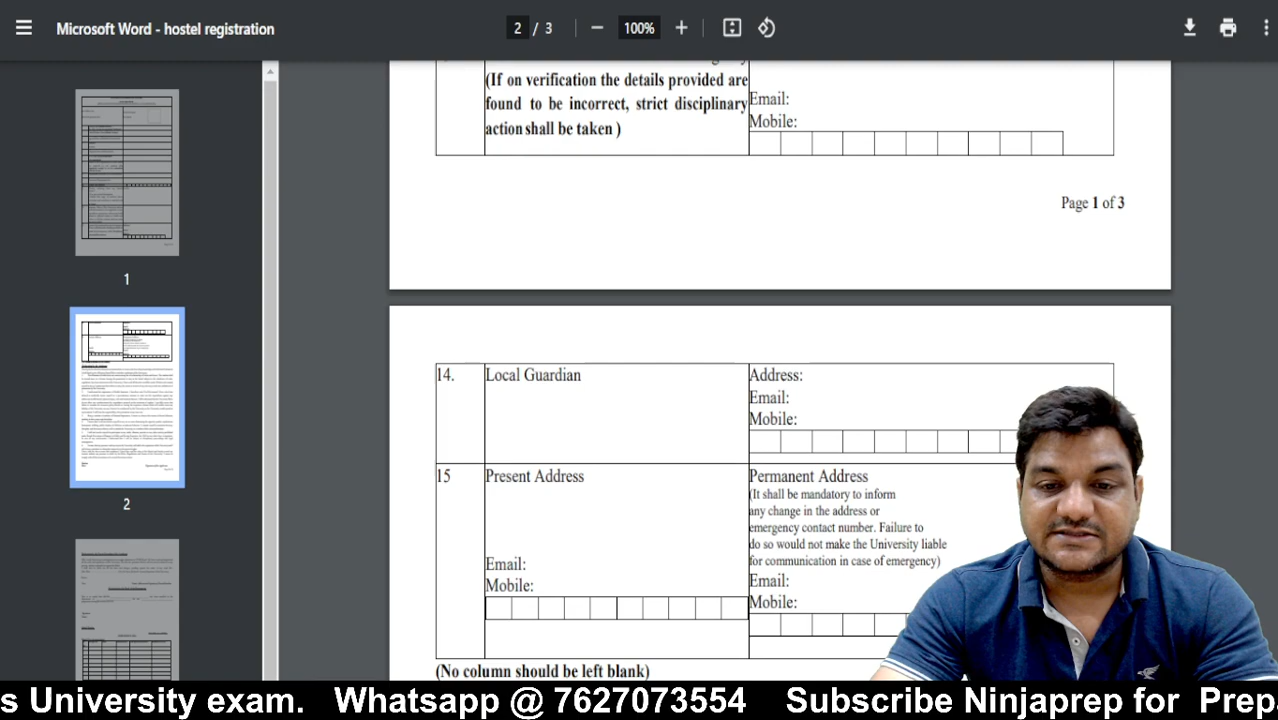 Microsoft Word - hostel registration
2 / 3
100%
(If on verification the details provided are
found to be incorrect, strict disciplinary
action shall be taken )
Email:
Mobile:
Page 1 of 3
14.
Local Guardian
Address:
Email:
Mobile:
15
Present Address
Email:
Mobile:
Permanent Address
(It shall be mandatory to inform
any change in the address or
emergency contact number. Failure to
do so would not make the University liable
for communication in case of emergency)
Email:
Mobile:
(No column should be left blank)
1
2
s University exam. Whatsapp @ 7627073554 Subscribe Ninjaprep for Prep